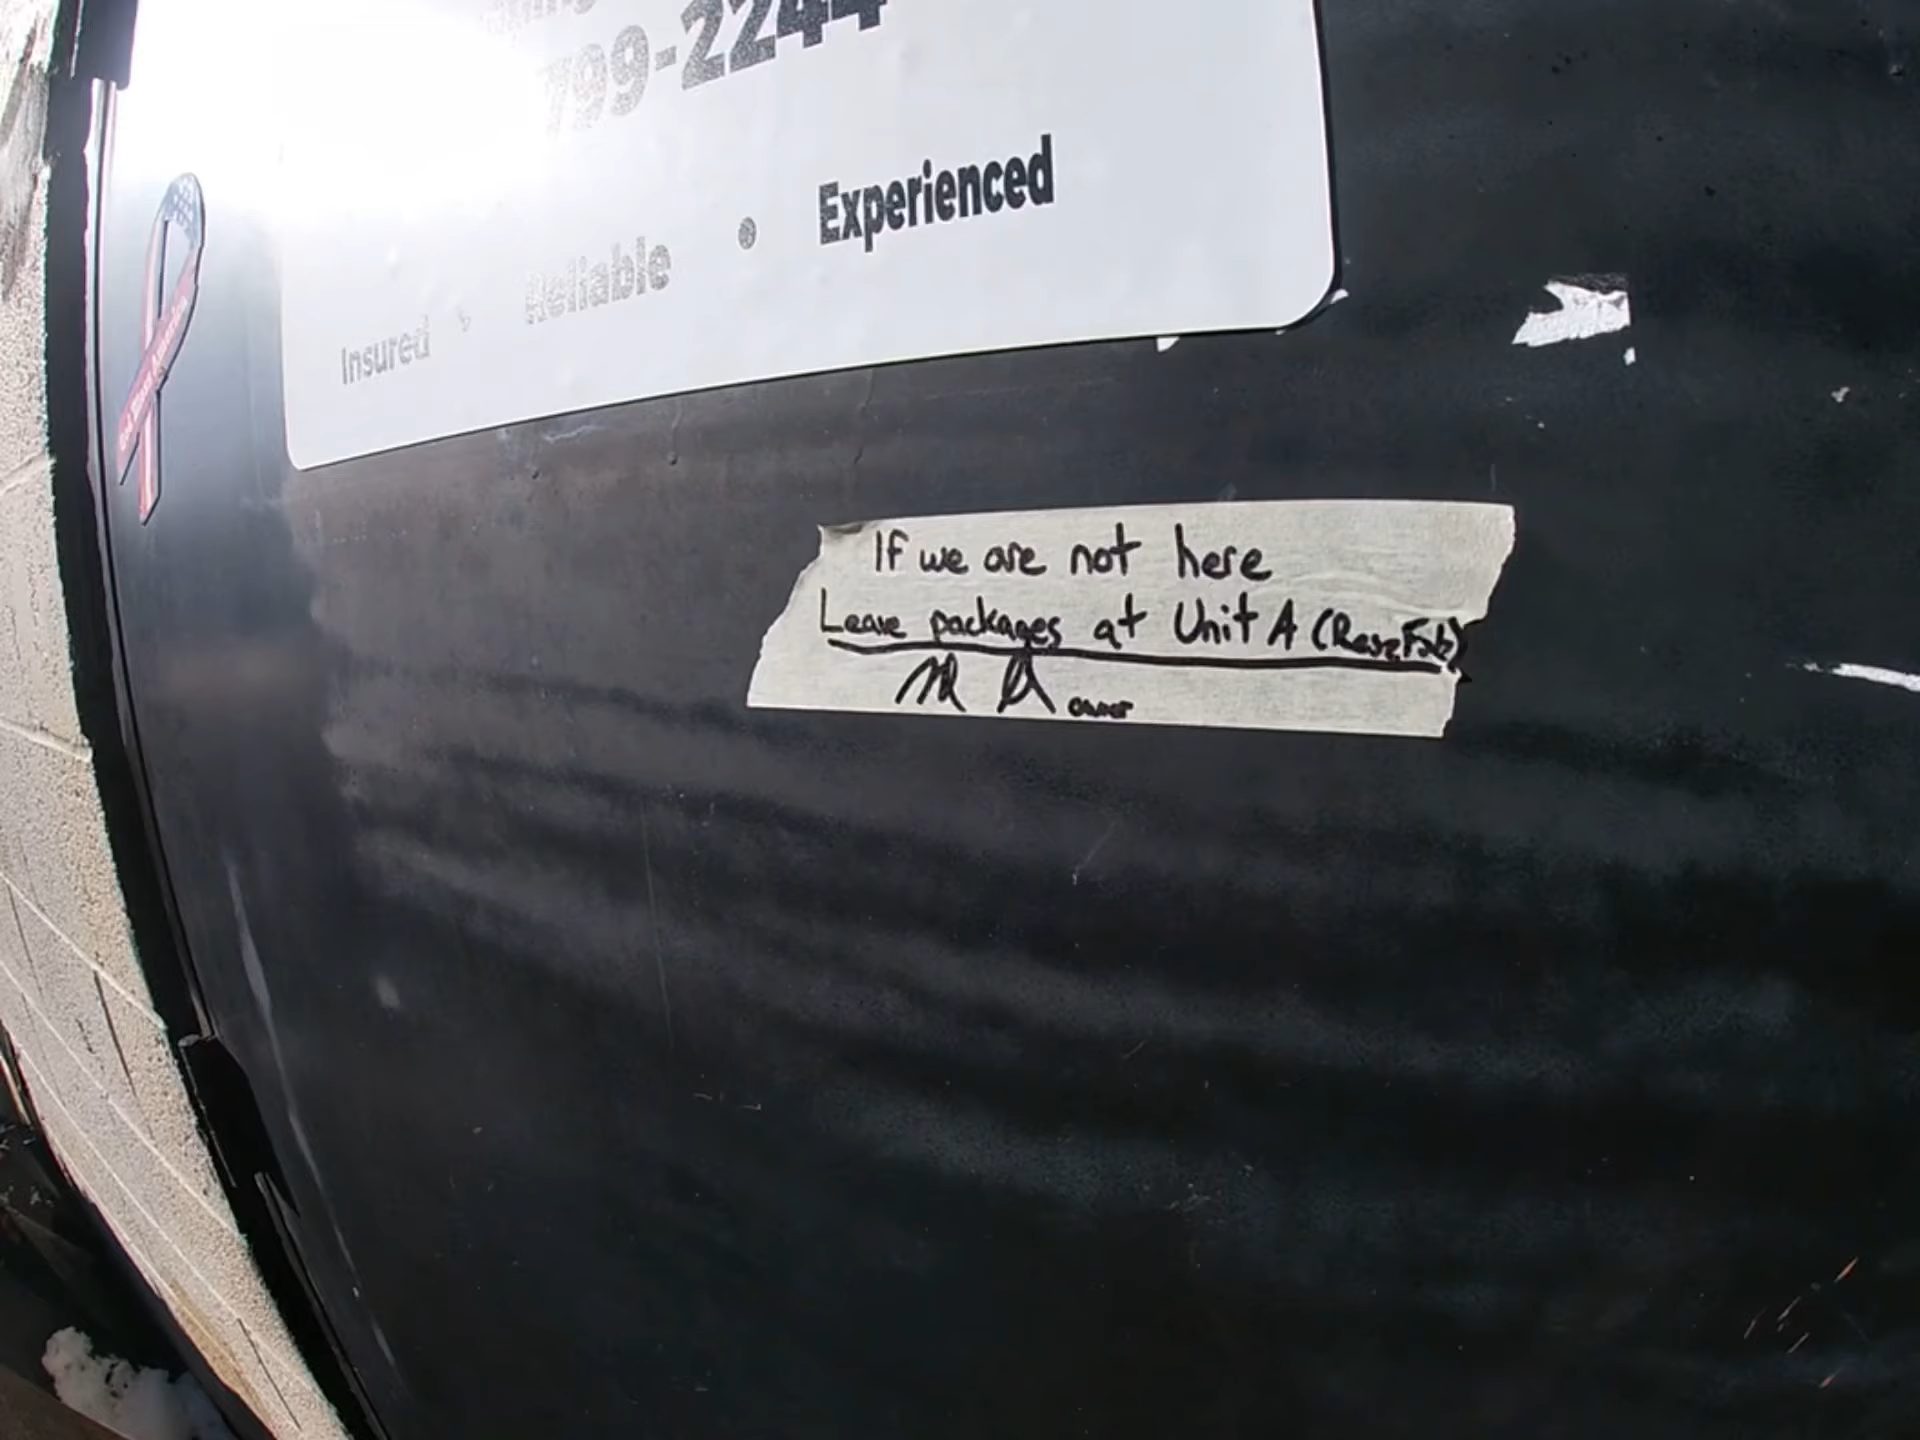 799-2244
Insured • Reliable • Experienced
If we are not here
Leave packages at Unit A
owner